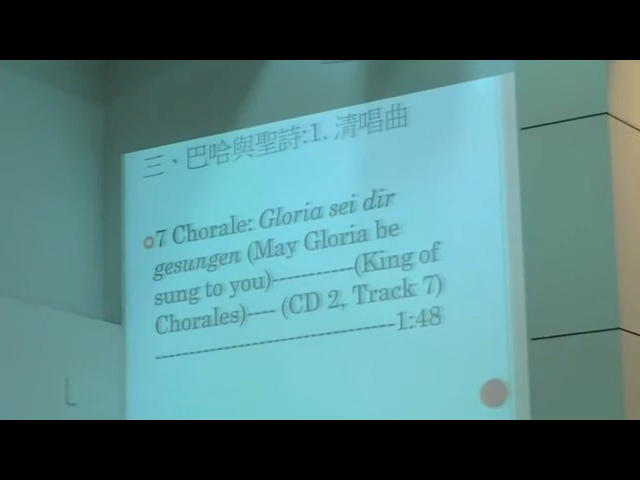 三、巴哈與聖詩:1. 清唱曲
7 Chorale: Gloria sei dir
gesungen (May Gloria be
sung to you)-----------(King of
Chorales)---- (CD 2, Track 7)
--------------------------------1:48